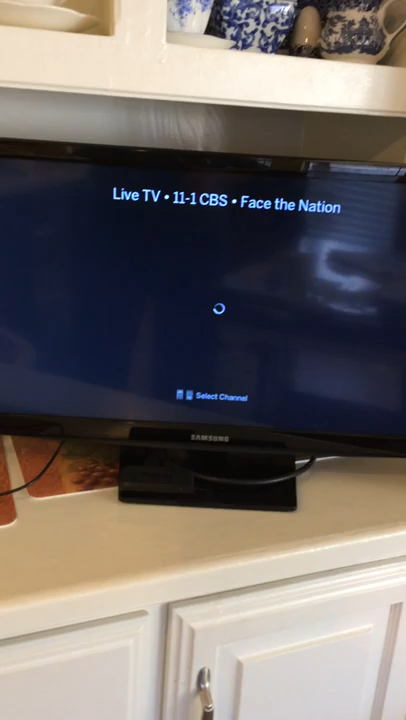 Live TV • 11-1 CBS • Face the Nation
Select Channel
SAMSUNG